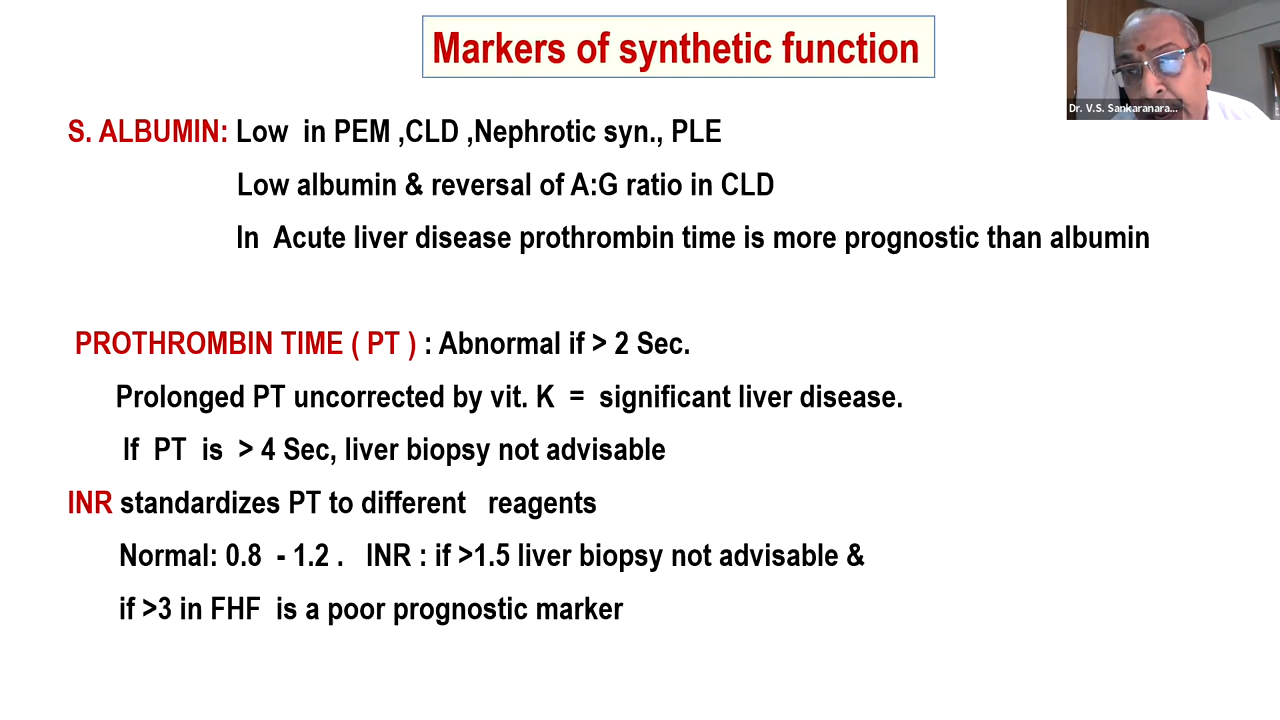 Markers of synthetic function
Dr. V.S. Sankaranara...
S. ALBUMIN: Low in PEM ,CLD ,Nephrotic syn., PLE
Low albumin & reversal of A:G ratio in CLD
In Acute liver disease prothrombin time is more prognostic than albumin
PROTHROMBIN TIME ( PT ) : Abnormal if > 2 Sec.
Prolonged PT uncorrected by vit. K = significant liver disease.
If PT is > 4 Sec, liver biopsy not advisable
INR standardizes PT to different reagents
Normal: 0.8 - 1.2 . INR : if >1.5 liver biopsy not advisable &
if >3 in FHF is a poor prognostic marker